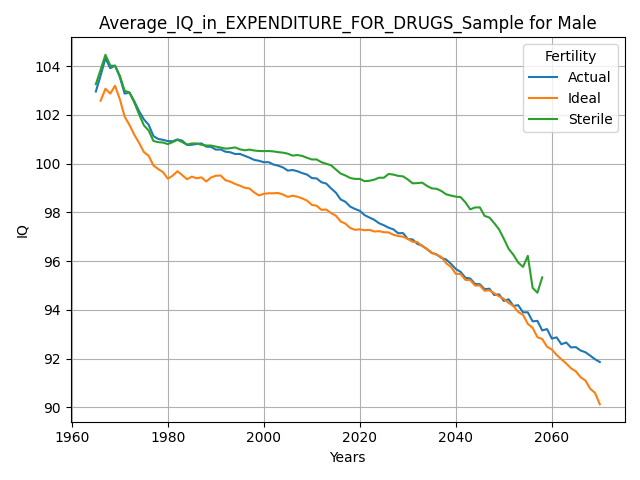 Average_IQ_in_EXPENDITURE_FOR_DRUGS_Sample for Male
Fertility
Actual
Ideal
Sterile
IQ
104
102
100
98
96
94
92
90
1960 1980 2000 2020 2040 2060
Years